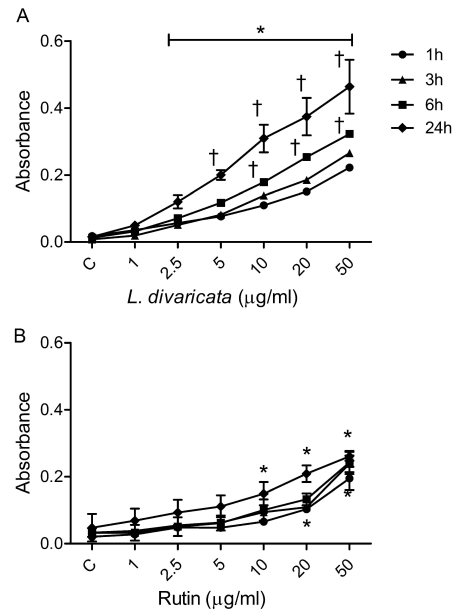 A
*
0.6
0.4
0.2
0.0
Absorbance
† † † † † † †
1h
3h
6h
24h
C 1 2.5 5 10 20 50
L. divaricata (μg/ml)
B
0.6
0.4
0.2
0.0
Absorbance
* * * * *
C 1 2.5 5 10 20 50
Rutin (μg/ml)